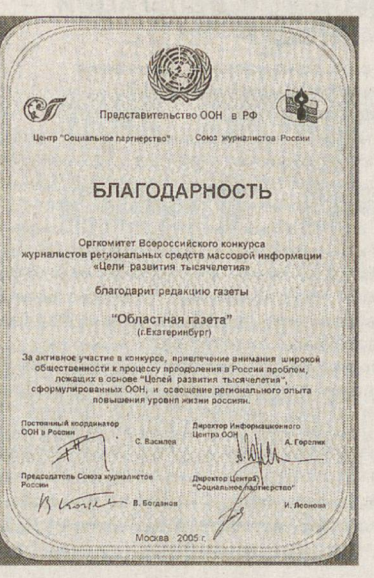 Представительство ООН в РФ
Центр "Социальное партнерство" Союз журналистов России
БЛАГОДАРНОСТЬ
Оргкомитет Всероссийского конкурса
журналистов региональных средств массовой информации
«Цели развития тысячелетия»
благодарит редакцию газеты
"Областная газета"
(г.Екатеринбург)
За активное участие в конкурсе, привлечение внимания широкой
общественности к процессу преодоления в России проблем,
лежащих в основе "Целей развития тысячелетия",
сформулированных ООН, и освещение регионального опыта
повышения уровня жизни россиян.
Постоянный координатор
ООН в России
С. Василев
Директор Информационного
Центра ООН
А. Горелик
Председатель Союза журналистов
России
В. Богданов
Директор Центра
"Социальное партнерство"
И. Леонова
Москва 2005 г.